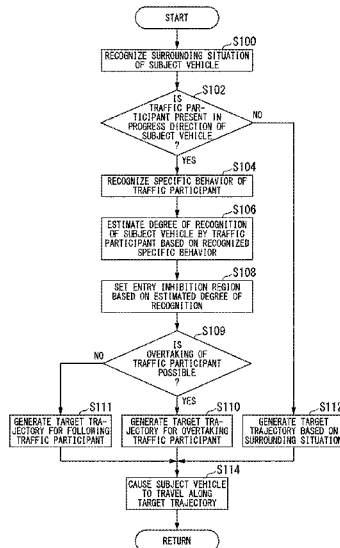 START
S100
RECOGNIZE SURROUNDING SITUATION
OF SUBJECT VEHICLE
S102
IS
TRAFFIC PAR-
TICIPANT PRESENT IN
PROGRESS DIRECTION OF
SUBJECT VEHICLE
?
NO
YES
S104
RECOGNIZE SPECIFIC BEHAVIOR OF
TRAFFIC PARTICIPANT
S106
ESTIMATE DEGREE OF RECOGNITION
OF SUBJECT VEHICLE BY TRAFFIC
PARTICIPANT BASED ON RECOGNIZED
SPECIFIC BEHAVIOR
S108
SET ENTRY INHIBITION REGION
BASED ON ESTIMATED DEGREE OF
RECOGNITION
S109
IS
OVERTAKING OF
TRAFFIC PARTICIPANT
POSSIBLE
?
NO
YES
S111
GENERATE TARGET TRA-
JECTORY FOR FOLLOWING
TRAFFIC PARTICIPANT
S110
GENERATE TARGET TRA-
JECTORY FOR OVERTAKING
TRAFFIC PARTICIPANT
S112
GENERATE TARGET
TRAJECTORY BASED ON
SURROUNDING SITUATION
S114
CAUSE SUBJECT VEHICLE
TO TRAVEL ALONG
TARGET TRAJECTORY
RETURN